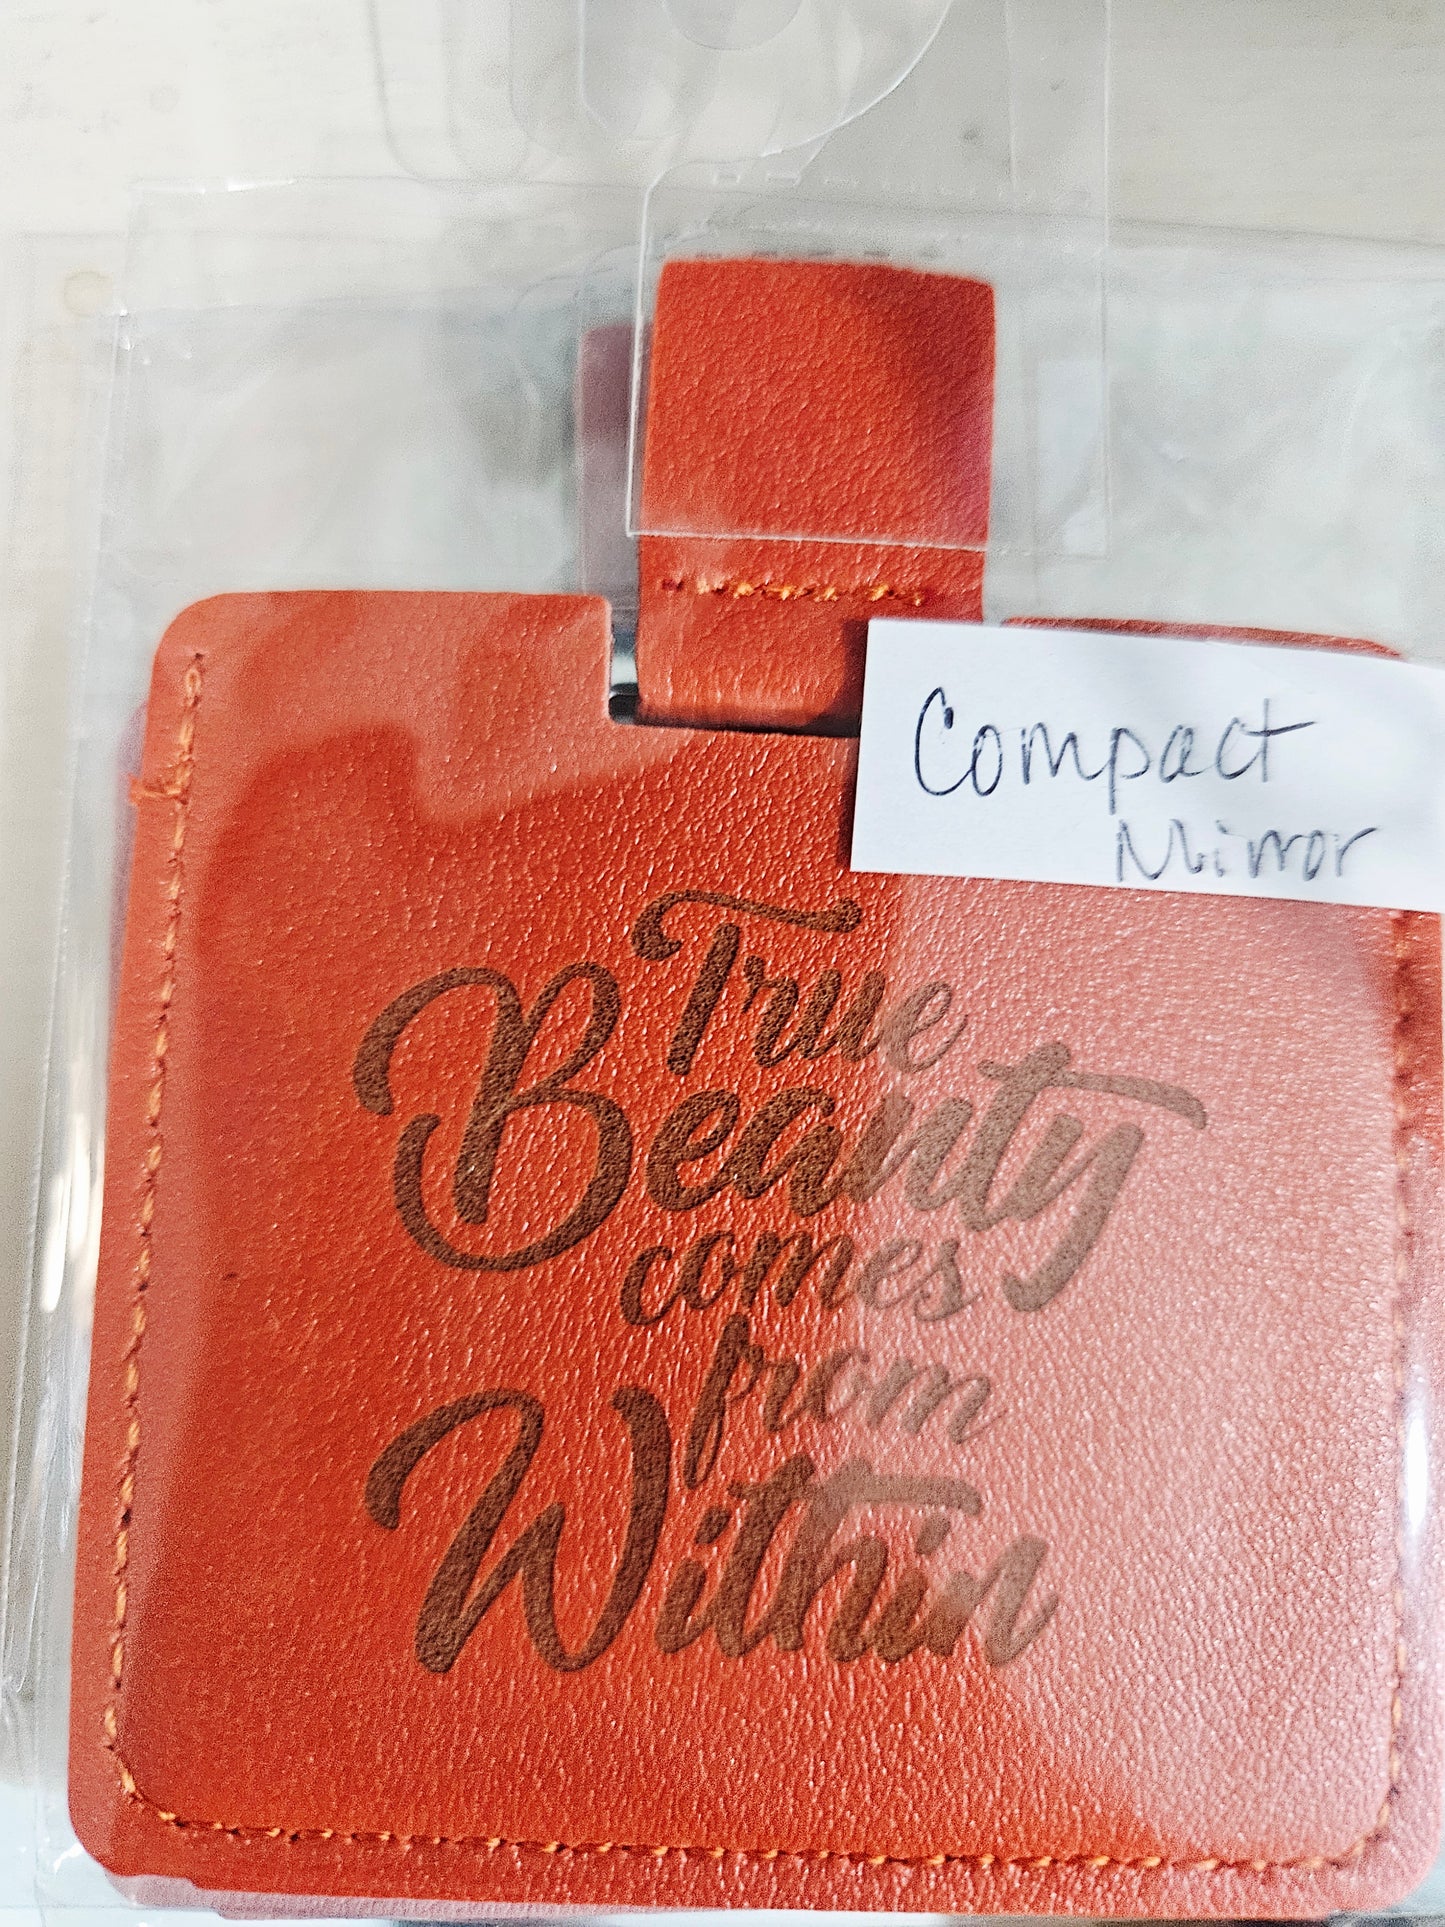 Compact
Mirror
True
Beauty
comes
from
Within